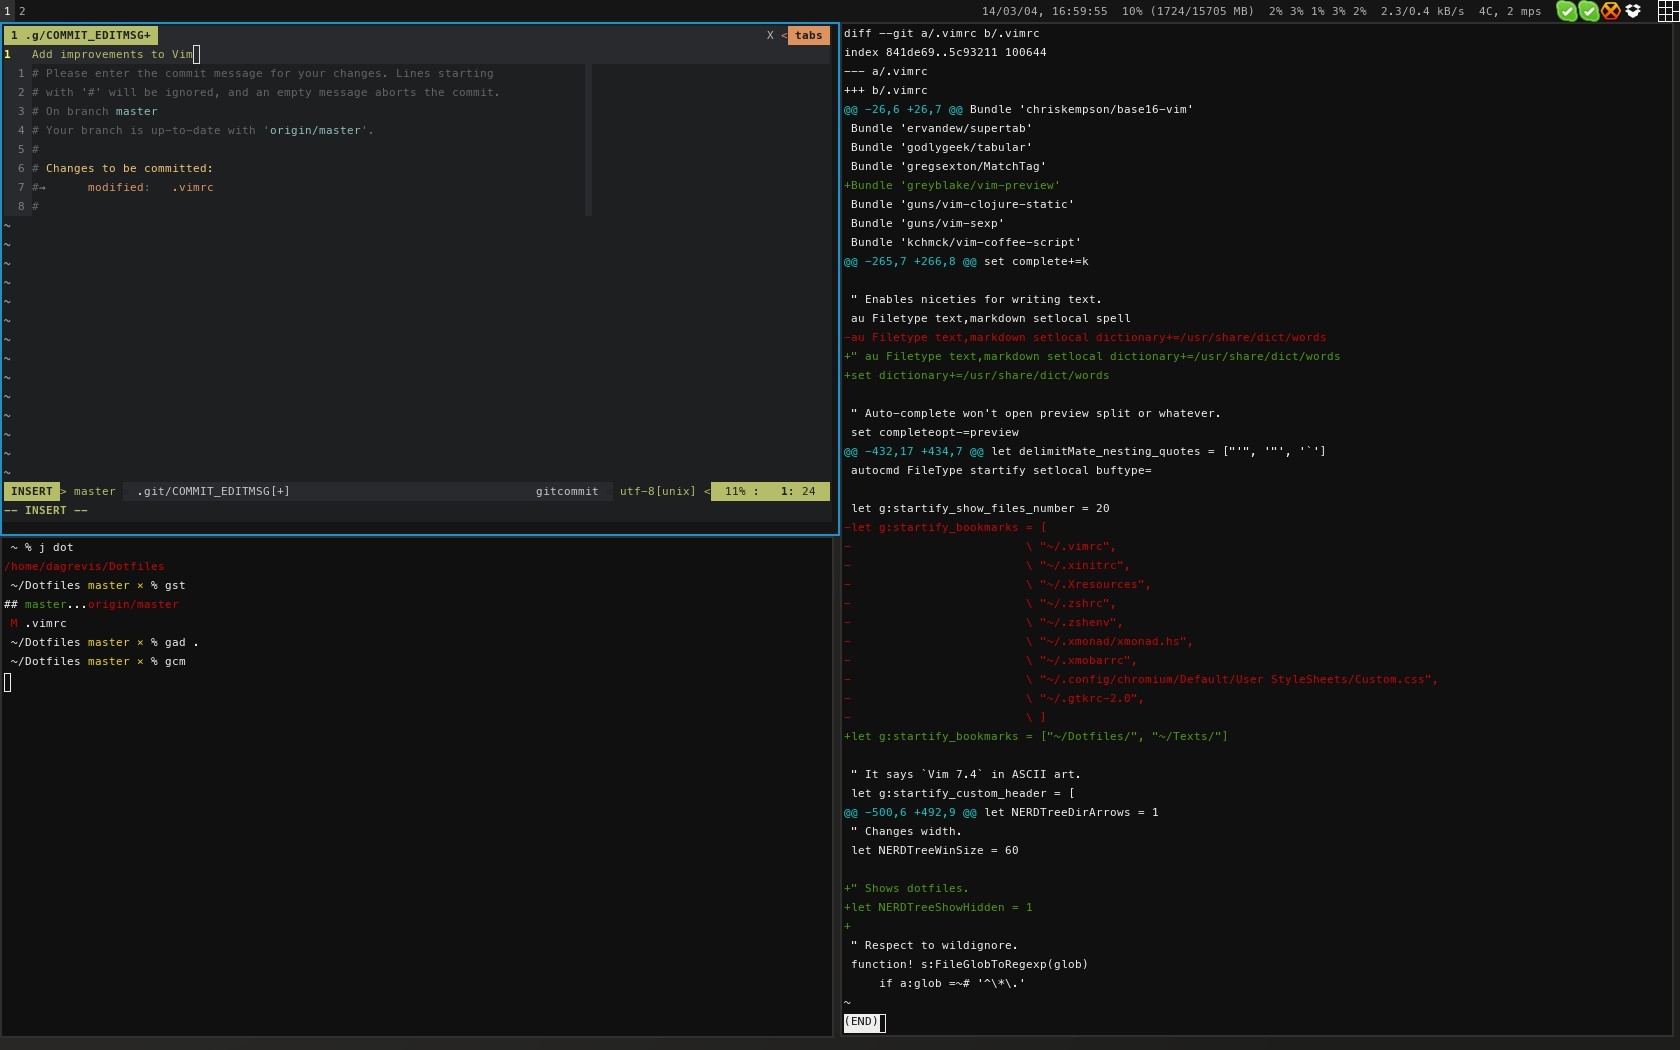 1 2 14/03/04, 16:59:55 10% (1724/15705 MB) 2% 3% 1% 3% 2% 2.3/0.4 kB/s 4C, 2 mps
1 .g/COMMIT_EDITMSG+ X < tabs
1 Add improvements to Vim
1 # Please enter the commit message for your changes. Lines starting
2 # with '#' will be ignored, and an empty message aborts the commit.
3 # On branch master
4 # Your branch is up-to-date with 'origin/master'.
5 #
6 # Changes to be committed:
7 #→ modified: .vimrc
8 #
~
~
~
~
~
~
~
~
~
~
~
~
~
~
INSERT > master .git/COMMIT_EDITMSG[+] gitcommit utf-8[unix] < 11% : 1: 24
-- INSERT --
~ % j dot
/home/dagrevis/Dotfiles
~/Dotfiles master × % gst
## master...origin/master
M .vimrc
~/Dotfiles master × % gad .
~/Dotfiles master × % gcm
diff --git a/.vimrc b/.vimrc
index 841de69..5c93211 100644
--- a/.vimrc
+++ b/.vimrc
@@ -26,6 +26,7 @@ Bundle 'chriskempson/base16-vim'
Bundle 'ervandew/supertab'
Bundle 'godlygeek/tabular'
Bundle 'gregsexton/MatchTag'
+Bundle 'greyblake/vim-preview'
Bundle 'guns/vim-clojure-static'
Bundle 'guns/vim-sexp'
Bundle 'kchmck/vim-coffee-script'
@@ -265,7 +266,8 @@ set complete+=k
" Enables niceties for writing text.
au Filetype text,markdown setlocal spell
-au Filetype text,markdown setlocal dictionary+=/usr/share/dict/words
+" au Filetype text,markdown setlocal dictionary+=/usr/share/dict/words
+set dictionary+=/usr/share/dict/words
" Auto-complete won't open preview split or whatever.
set completeopt-=preview
@@ -432,17 +434,7 @@ let delimitMate_nesting_quotes = ["'", '"', '`']
autocmd FileType startify setlocal buftype=
let g:startify_show_files_number = 20
-let g:startify_bookmarks = [
- \ "~/.vimrc",
- \ "~/.xinitrc",
- \ "~/.Xresources",
- \ "~/.zshrc",
- \ "~/.zshenv",
- \ "~/.xmonad/xmonad.hs",
- \ "~/.xmobarrc",
- \ "~/.config/chromium/Default/User StyleSheets/Custom.css",
- \ "~/.gtkrc-2.0",
- \ ]
+let g:startify_bookmarks = ["~/Dotfiles/", "~/Texts/"]
" It says `Vim 7.4` in ASCII art.
let g:startify_custom_header = [
@@ -500,6 +492,9 @@ let NERDTreeDirArrows = 1
" Changes width.
let NERDTreeWinSize = 60
+" Shows dotfiles.
+let NERDTreeShowHidden = 1
+
" Respect to wildignore.
function! s:FileGlobToRegexp(glob)
if a:glob =~# '^\*\.'
~
(END)